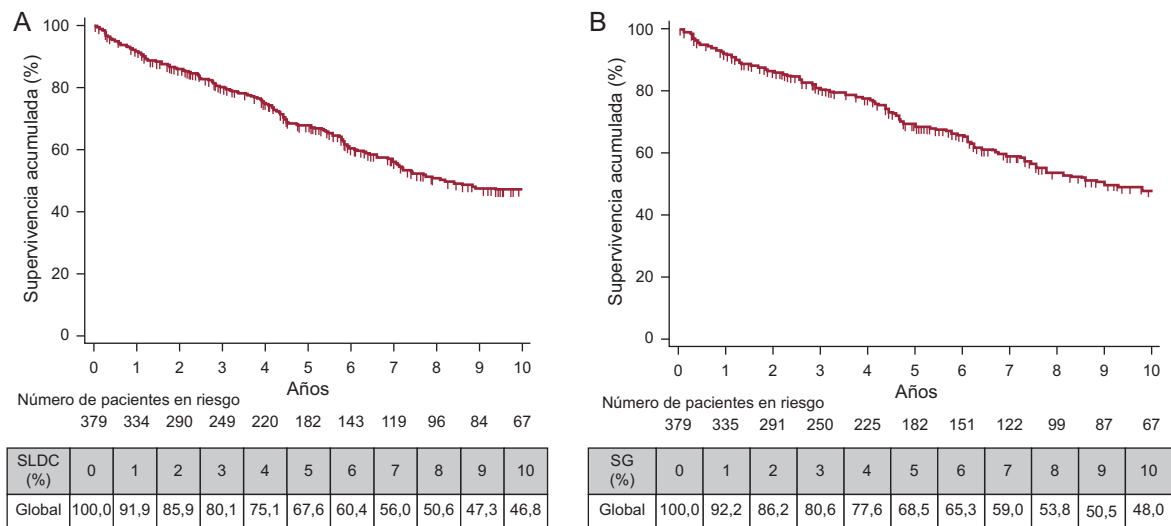 A
Supervivencia acumulada (%)
100
80
60
40
20
0
0 1 2 3 4 5 6 7 8 9 10
Años
Número de pacientes en riesgo
379 334 290 249 220 182 143 119 96 84 67
SLDC (%) 0 1 2 3 4 5 6 7 8 9 10
Global 100,0 91,9 85,9 80,1 75,1 67,6 60,4 56,0 50,6 47,3 46,8
B
Supervivencia acumulada (%)
100
80
60
40
20
0
0 1 2 3 4 5 6 7 8 9 10
Años
Número de pacientes en riesgo
379 335 291 250 225 182 151 122 99 87 67
SG (%) 0 1 2 3 4 5 6 7 8 9 10
Global 100,0 92,2 86,2 80,6 77,6 68,5 65,3 59,0 53,8 50,5 48,0